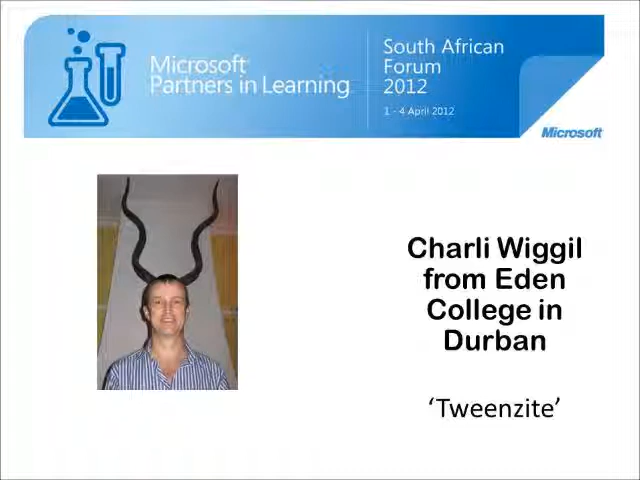 Microsoft
Partners in Learning
South African
Forum
2012
1 - 4 April 2012
Microsoft
Charli Wiggil
from Eden
College in
Durban
‘Tweenzite’